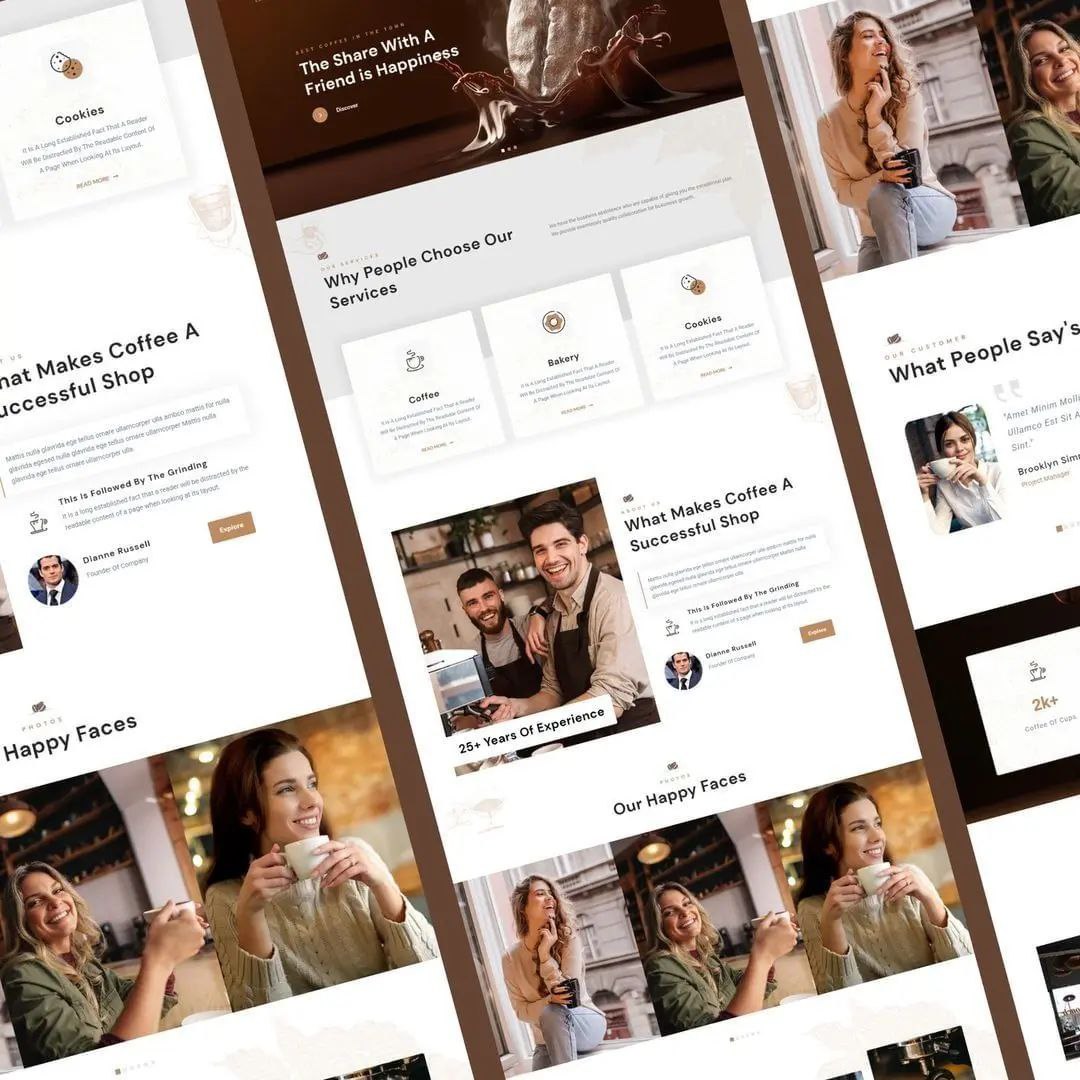 Cookies
It Is A Long Established Fact That A Reader
Will Be Distracted By The Readable Content Of
A Page When Looking At Its Layout.
READ MORE
T US
hat Makes Coffee A
uccessful Shop
Mattis nulla glavrida ege tellus ornare ullamcorper ulla ambco mattis for nulla
glavrida egesed nulla glavrida ege tellus ornare ullamcorper Mattis nulla
glavrida ege tellus ornare ullamcorper ulla.
This is Followed By The Grinding
It is a long established fact that a reader will be distracted by the
readable content of a page when looking at its layout.
Dianne Russell
Founder Of Company
Explore
PHOTOS
Happy Faces
BEST COFFEE IN THE TOWN
The Share With A
Friend is Happiness
Discover
OUR SERVICES
Why People Choose Our
Services
We have the business assistance who are capable of giving you the exceptional plan
We provide seamlessly quality collaboration for business growth.
Coffee
It Is A Long Established Fact That A Reader
Will Be Distracted By The Readable Content Of
A Page When Looking At Its Layout.
READ MORE
Bakery
It Is A Long Established Fact That A Reader
Will Be Distracted By The Readable Content Of
A Page When Looking At Its Layout.
READ MORE
Cookies
It Is A Long Established Fact That A Reader
Will Be Distracted By The Readable Content Of
A Page When Looking At Its Layout.
READ MORE
25+ Years Of Experience
ABOUT US
What Makes Coffee A
Successful Shop
Mattis nulla glavrida ege tellus ornare ullamcorper ulla ambco mattis for nulla
glavrida egesed nulla glavrida ege tellus ornare ullamcorper Mattis nulla
glavrida ege tellus ornare ullamcorper ulla.
This is Followed By The Grinding
It is a long established fact that a reader will be distracted by the
readable content of a page when looking at its layout.
Dianne Russell
Founder Of Company
Explore
PHOTOS
Our Happy Faces
OUR CUSTOMER
What People Say's
"Amet Minim Molli
Ullamco Est Sit A
Sint."
Brooklyn Simm
Project Manager
2k+
Coffee Of Cups